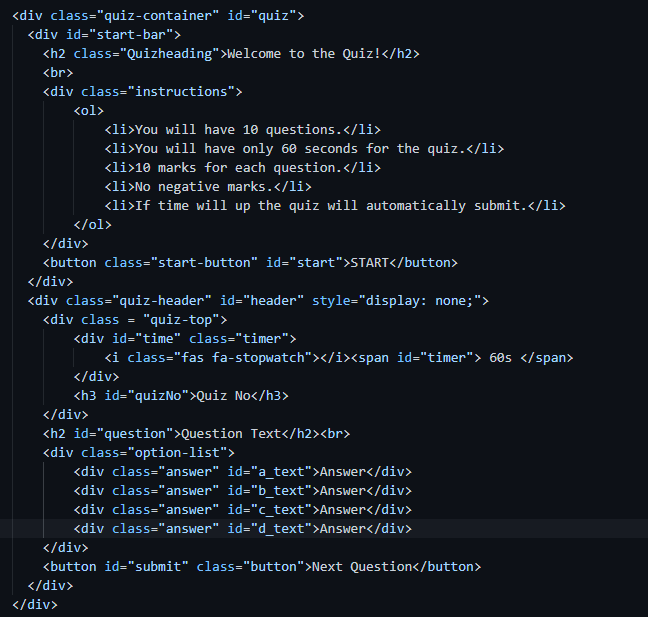 <div class="quiz-container" id="quiz">
<div id="start-bar">
<h2 class="Quizheading">Welcome to the Quiz!</h2>
<br>
<div class="instructions">
<ol>
<li>You will have 10 questions.</li>
<li>You will have only 60 seconds for the quiz.</li>
<li>10 marks for each question.</li>
<li>No negative marks.</li>
<li>If time will up the quiz will automatically submit.</li>
</ol>
</div>
<button class="start-button" id="start">START</button>
</div>
<div class="quiz-header" id="header" style="display: none;">
<div class = "quiz-top">
<div id="time" class="timer">
<i class="fas fa-stopwatch"></i><span id="timer"> 60s </span>
</div>
<h3 id="quizNo">Quiz No</h3>
</div>
<h2 id="question">Question Text</h2><br>
<div class="option-list">
<div class="answer" id="a_text">Answer</div>
<div class="answer" id="b_text">Answer</div>
<div class="answer" id="c_text">Answer</div>
<div class="answer" id="d_text">Answer</div>
</div>
<button id="submit" class="button">Next Question</button>
</div>
</div>